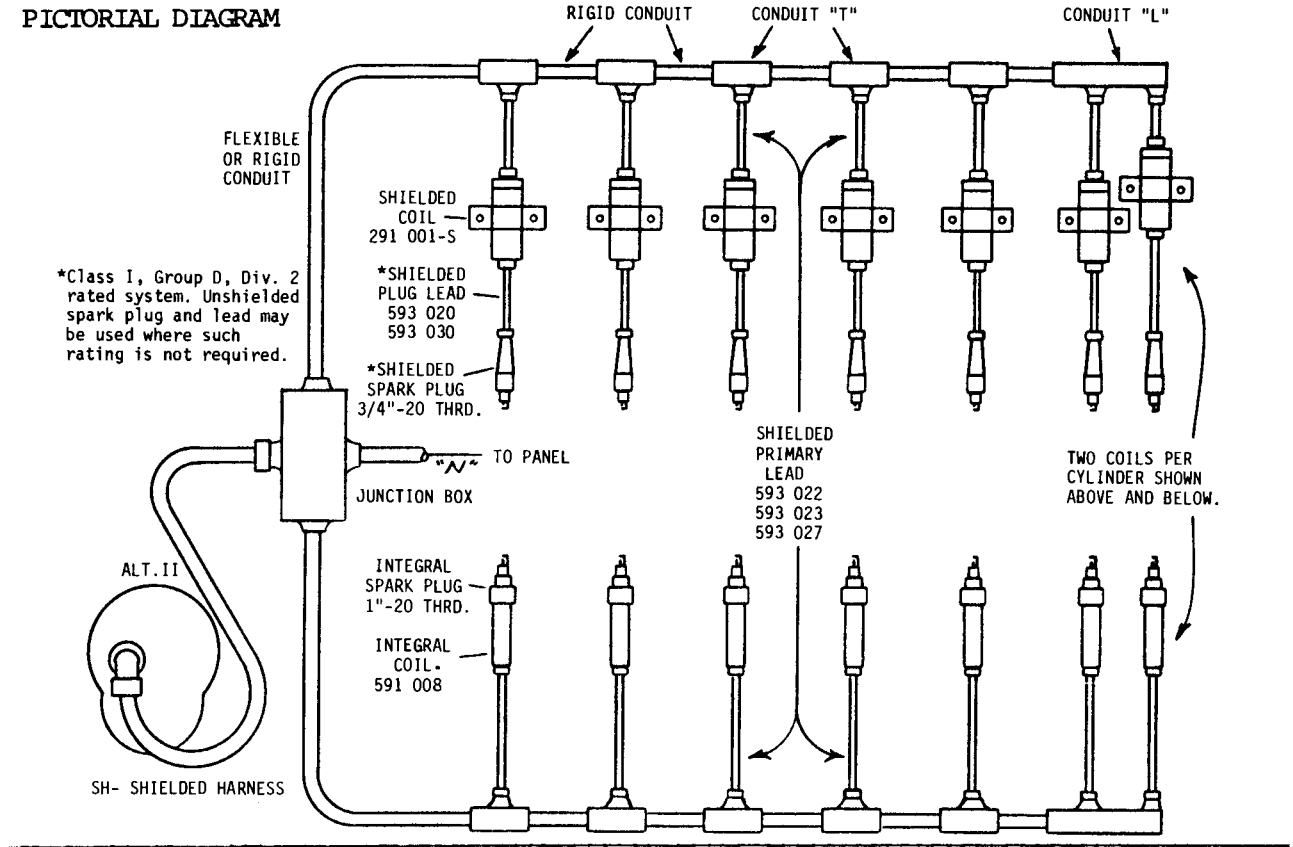 PICTORIAL DIAGRAM
RIGID CONDUIT
CONDUIT "T"
CONDUIT "L"
FLEXIBLE
OR RIGID
CONDUIT
SHIELDED
COIL
291 001-S
*Class I, Group D, Div. 2
rated system. Unshielded
spark plug and lead may
be used where such
rating is not required.
*SHIELDED
PLUG LEAD
593 020
593 030
*SHIELDED
SPARK PLUG
3/4"-20 THRD.
"N"
TO PANEL
JUNCTION BOX
SHIELDED
PRIMARY
LEAD
593 022
593 023
593 027
TWO COILS PER
CYLINDER SHOWN
ABOVE AND BELOW.
ALT.II
INTEGRAL
SPARK PLUG
1"-20 THRD.
INTEGRAL
COIL.
591 008
SH- SHIELDED HARNESS